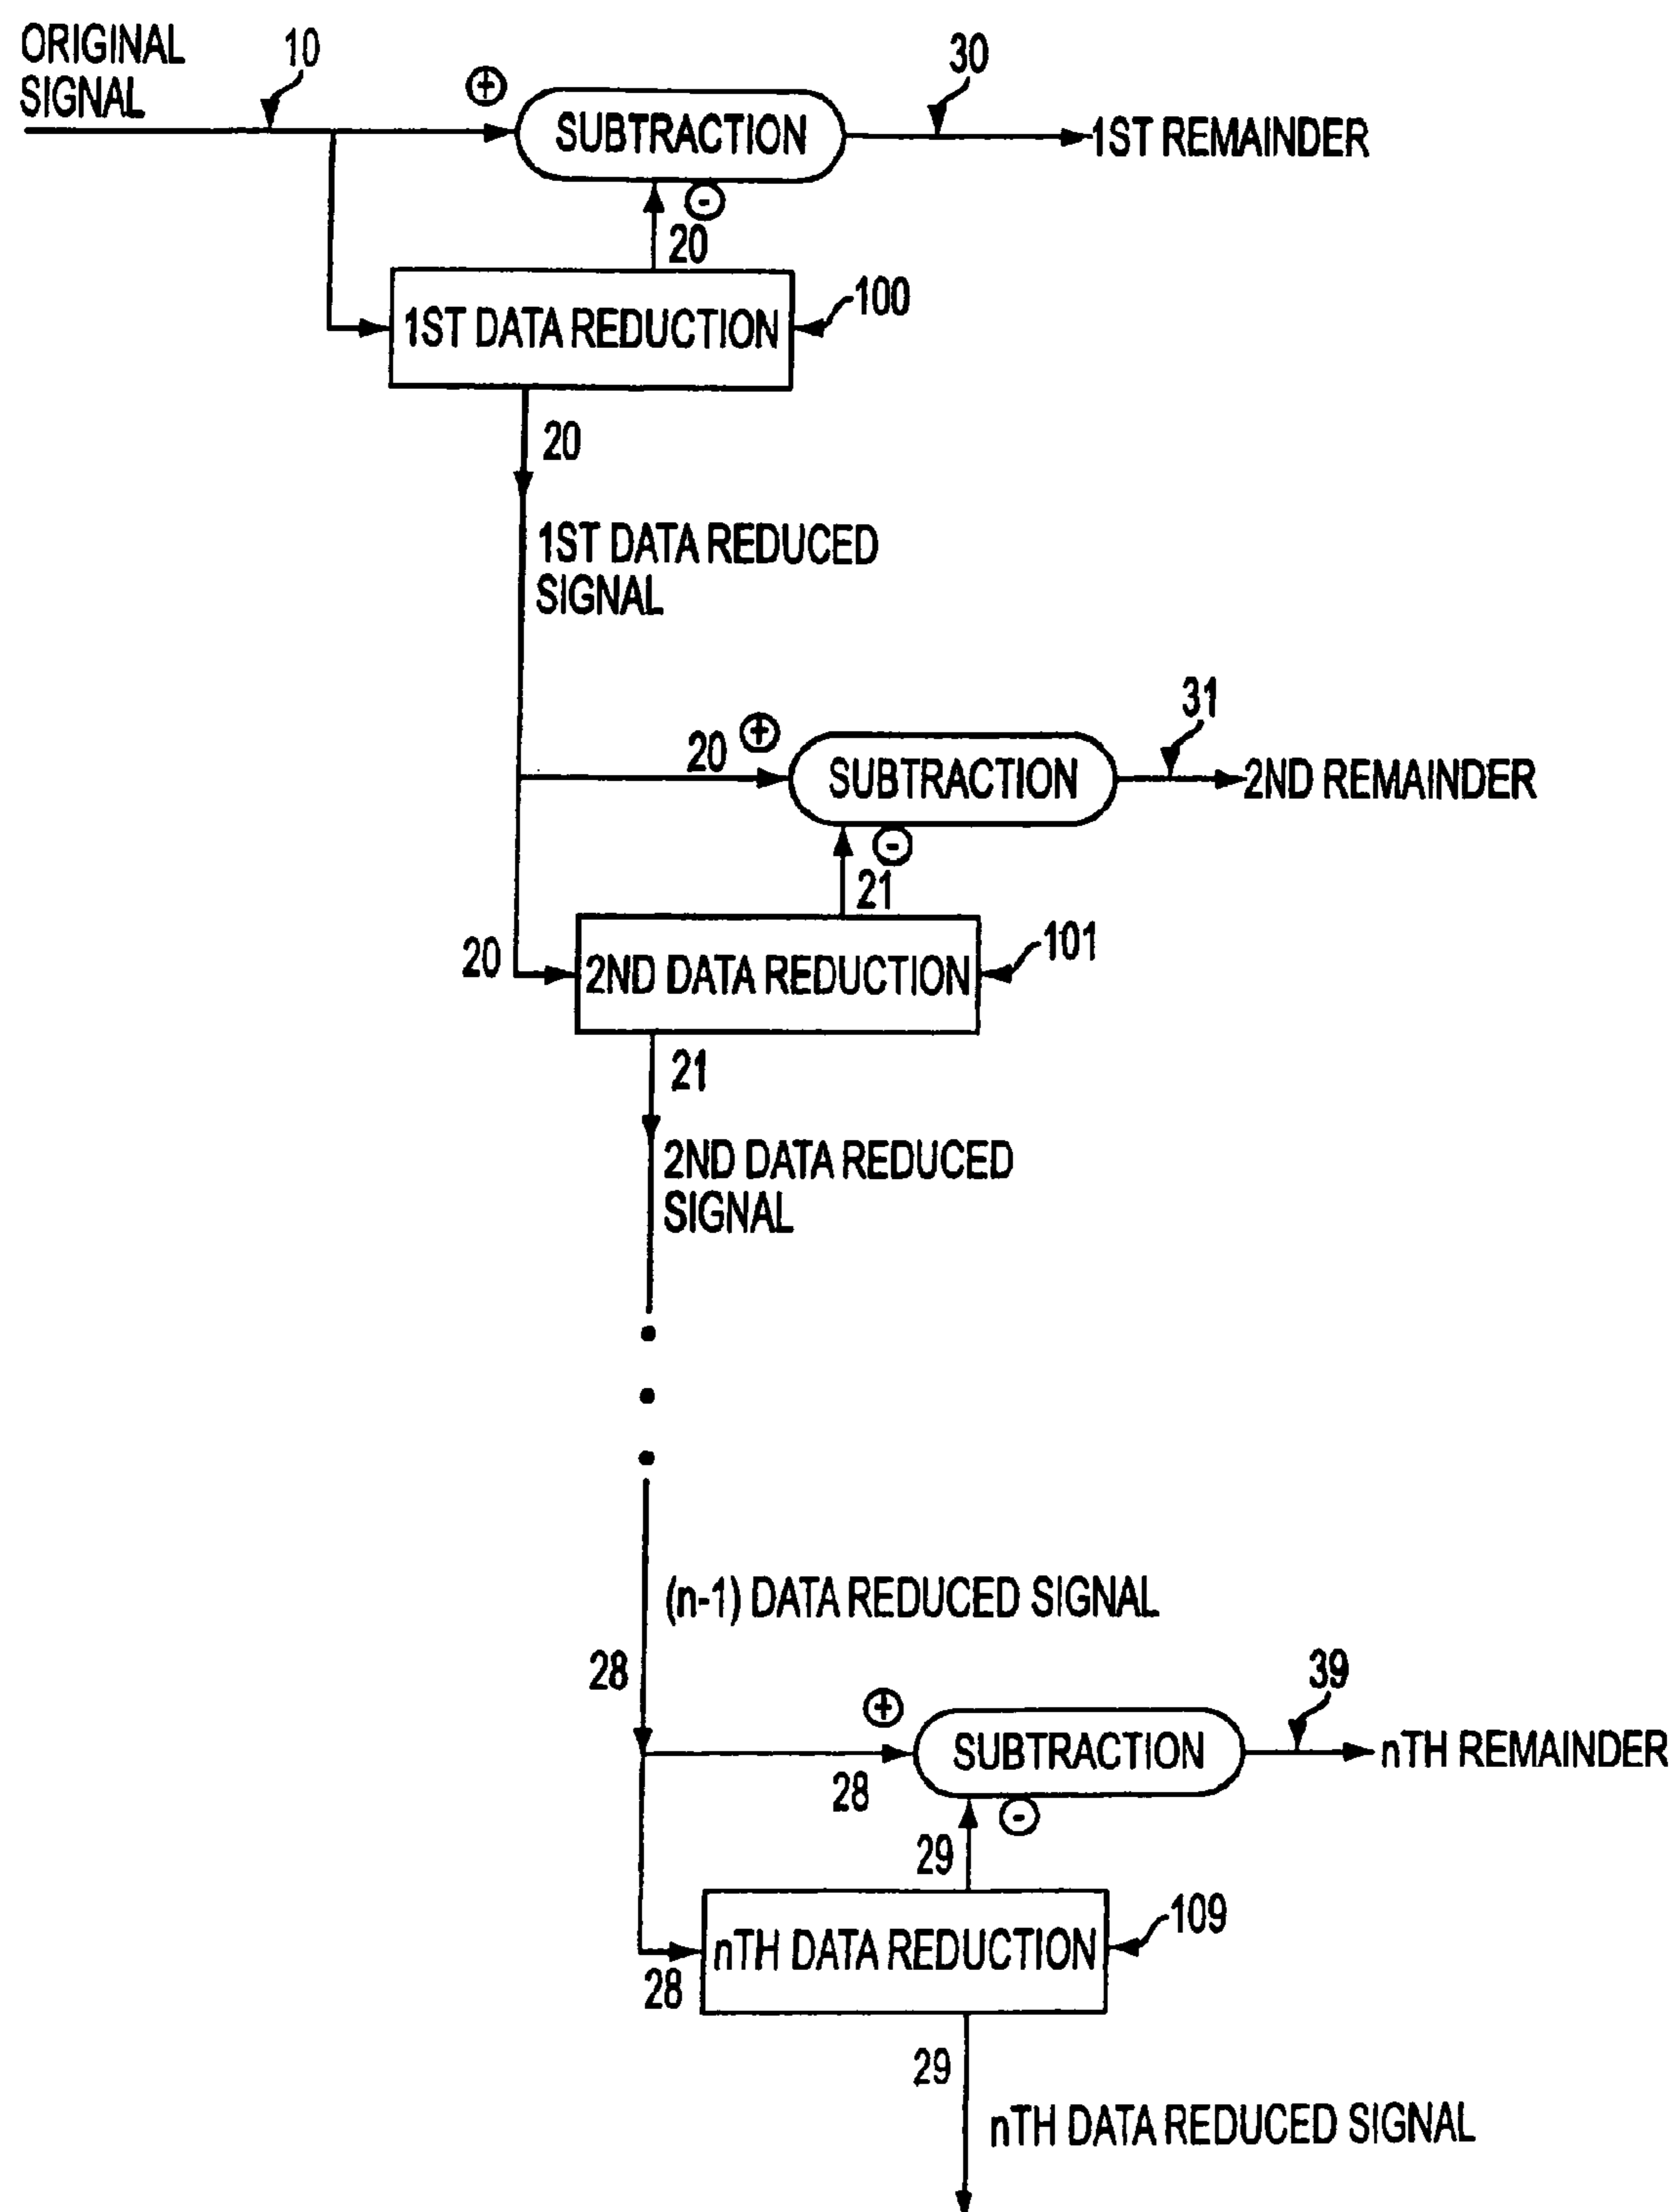 ORIGINAL
SIGNAL
10
+
SUBTRACTION
30
1ST REMAINDER
-
20
1ST DATA REDUCTION
100
20
1ST DATA REDUCED
SIGNAL
20
+
SUBTRACTION
31
2ND REMAINDER
-
21
20
2ND DATA REDUCTION
101
21
2ND DATA REDUCED
SIGNAL
(n-1) DATA REDUCED SIGNAL
28
+
28
SUBTRACTION
39
nTH REMAINDER
-
29
28
nTH DATA REDUCTION
109
29
nTH DATA REDUCED SIGNAL